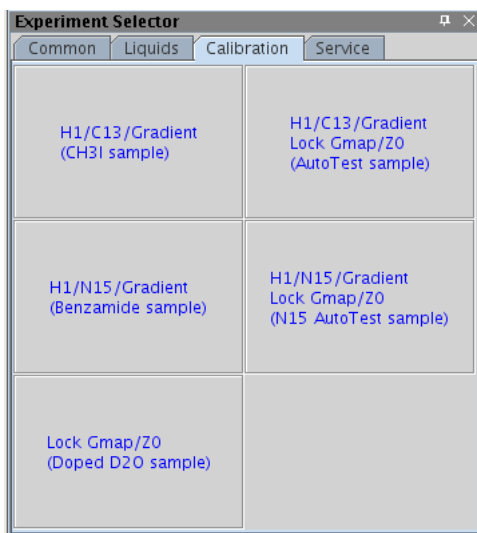 Experiment Selector
Common Liquids Calibration Service
H1/C13/Gradient
(CH3I sample)
H1/C13/Gradient
Lock Gmap/Z0
(AutoTest sample)
H1/N15/Gradient
(Benzamide sample)
H1/N15/Gradient
Lock Gmap/Z0
(N15 AutoTest sample)
Lock Gmap/Z0
(Doped D2O sample)